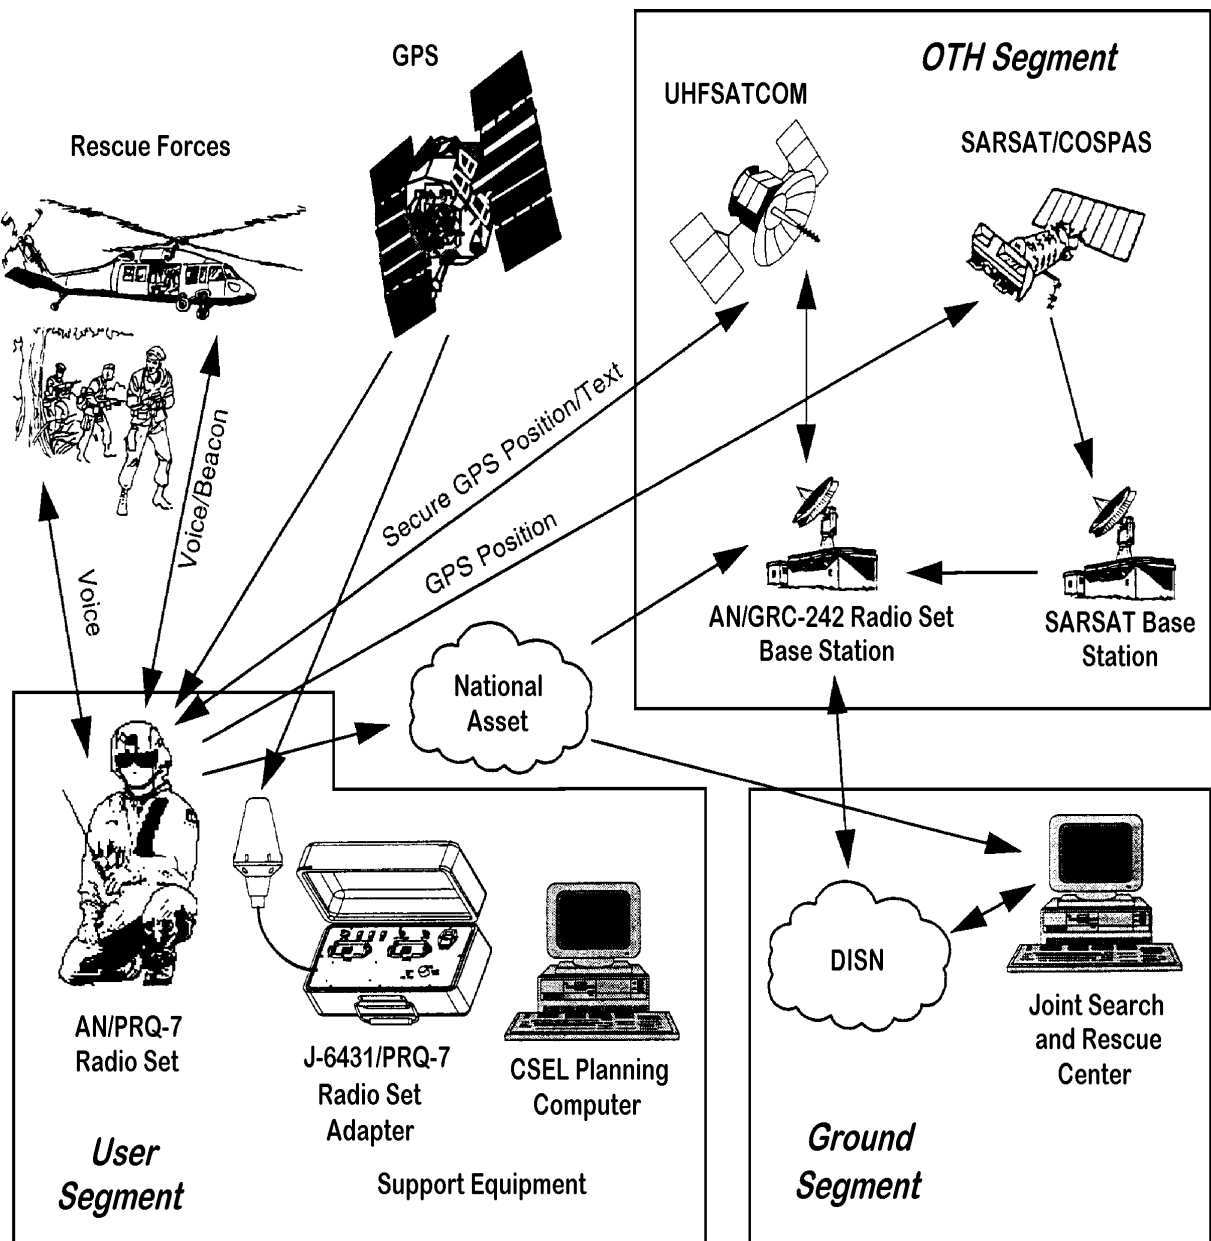 GPS
OTH Segment
UHFSATCOM
Rescue Forces
SARSAT/COSPAS
Secure GPS Position/Text
Voice/Beacon
GPS Position
Voice
AN/GRC-242 Radio Set
Base Station
SARSAT Base
Station
National
Asset
DISN
AN/PRQ-7
Radio Set
J-6431/PRQ-7
Radio Set
Adapter
CSEL Planning
Computer
Joint Search
and Rescue
Center
User
Segment
Support Equipment
Ground
Segment